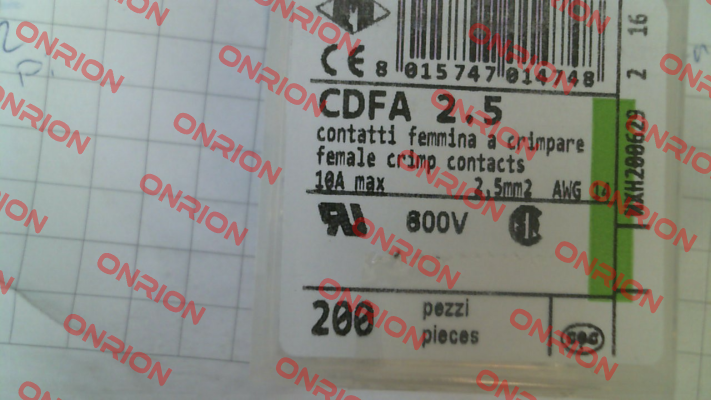 CE 8 015747 014748
CDFA 2.5
contatti femmina a crimpare
female crimp contacts
10A max 2.5mm2 AWG 14
600V
200 pezzi
pieces
2 16
ONRION